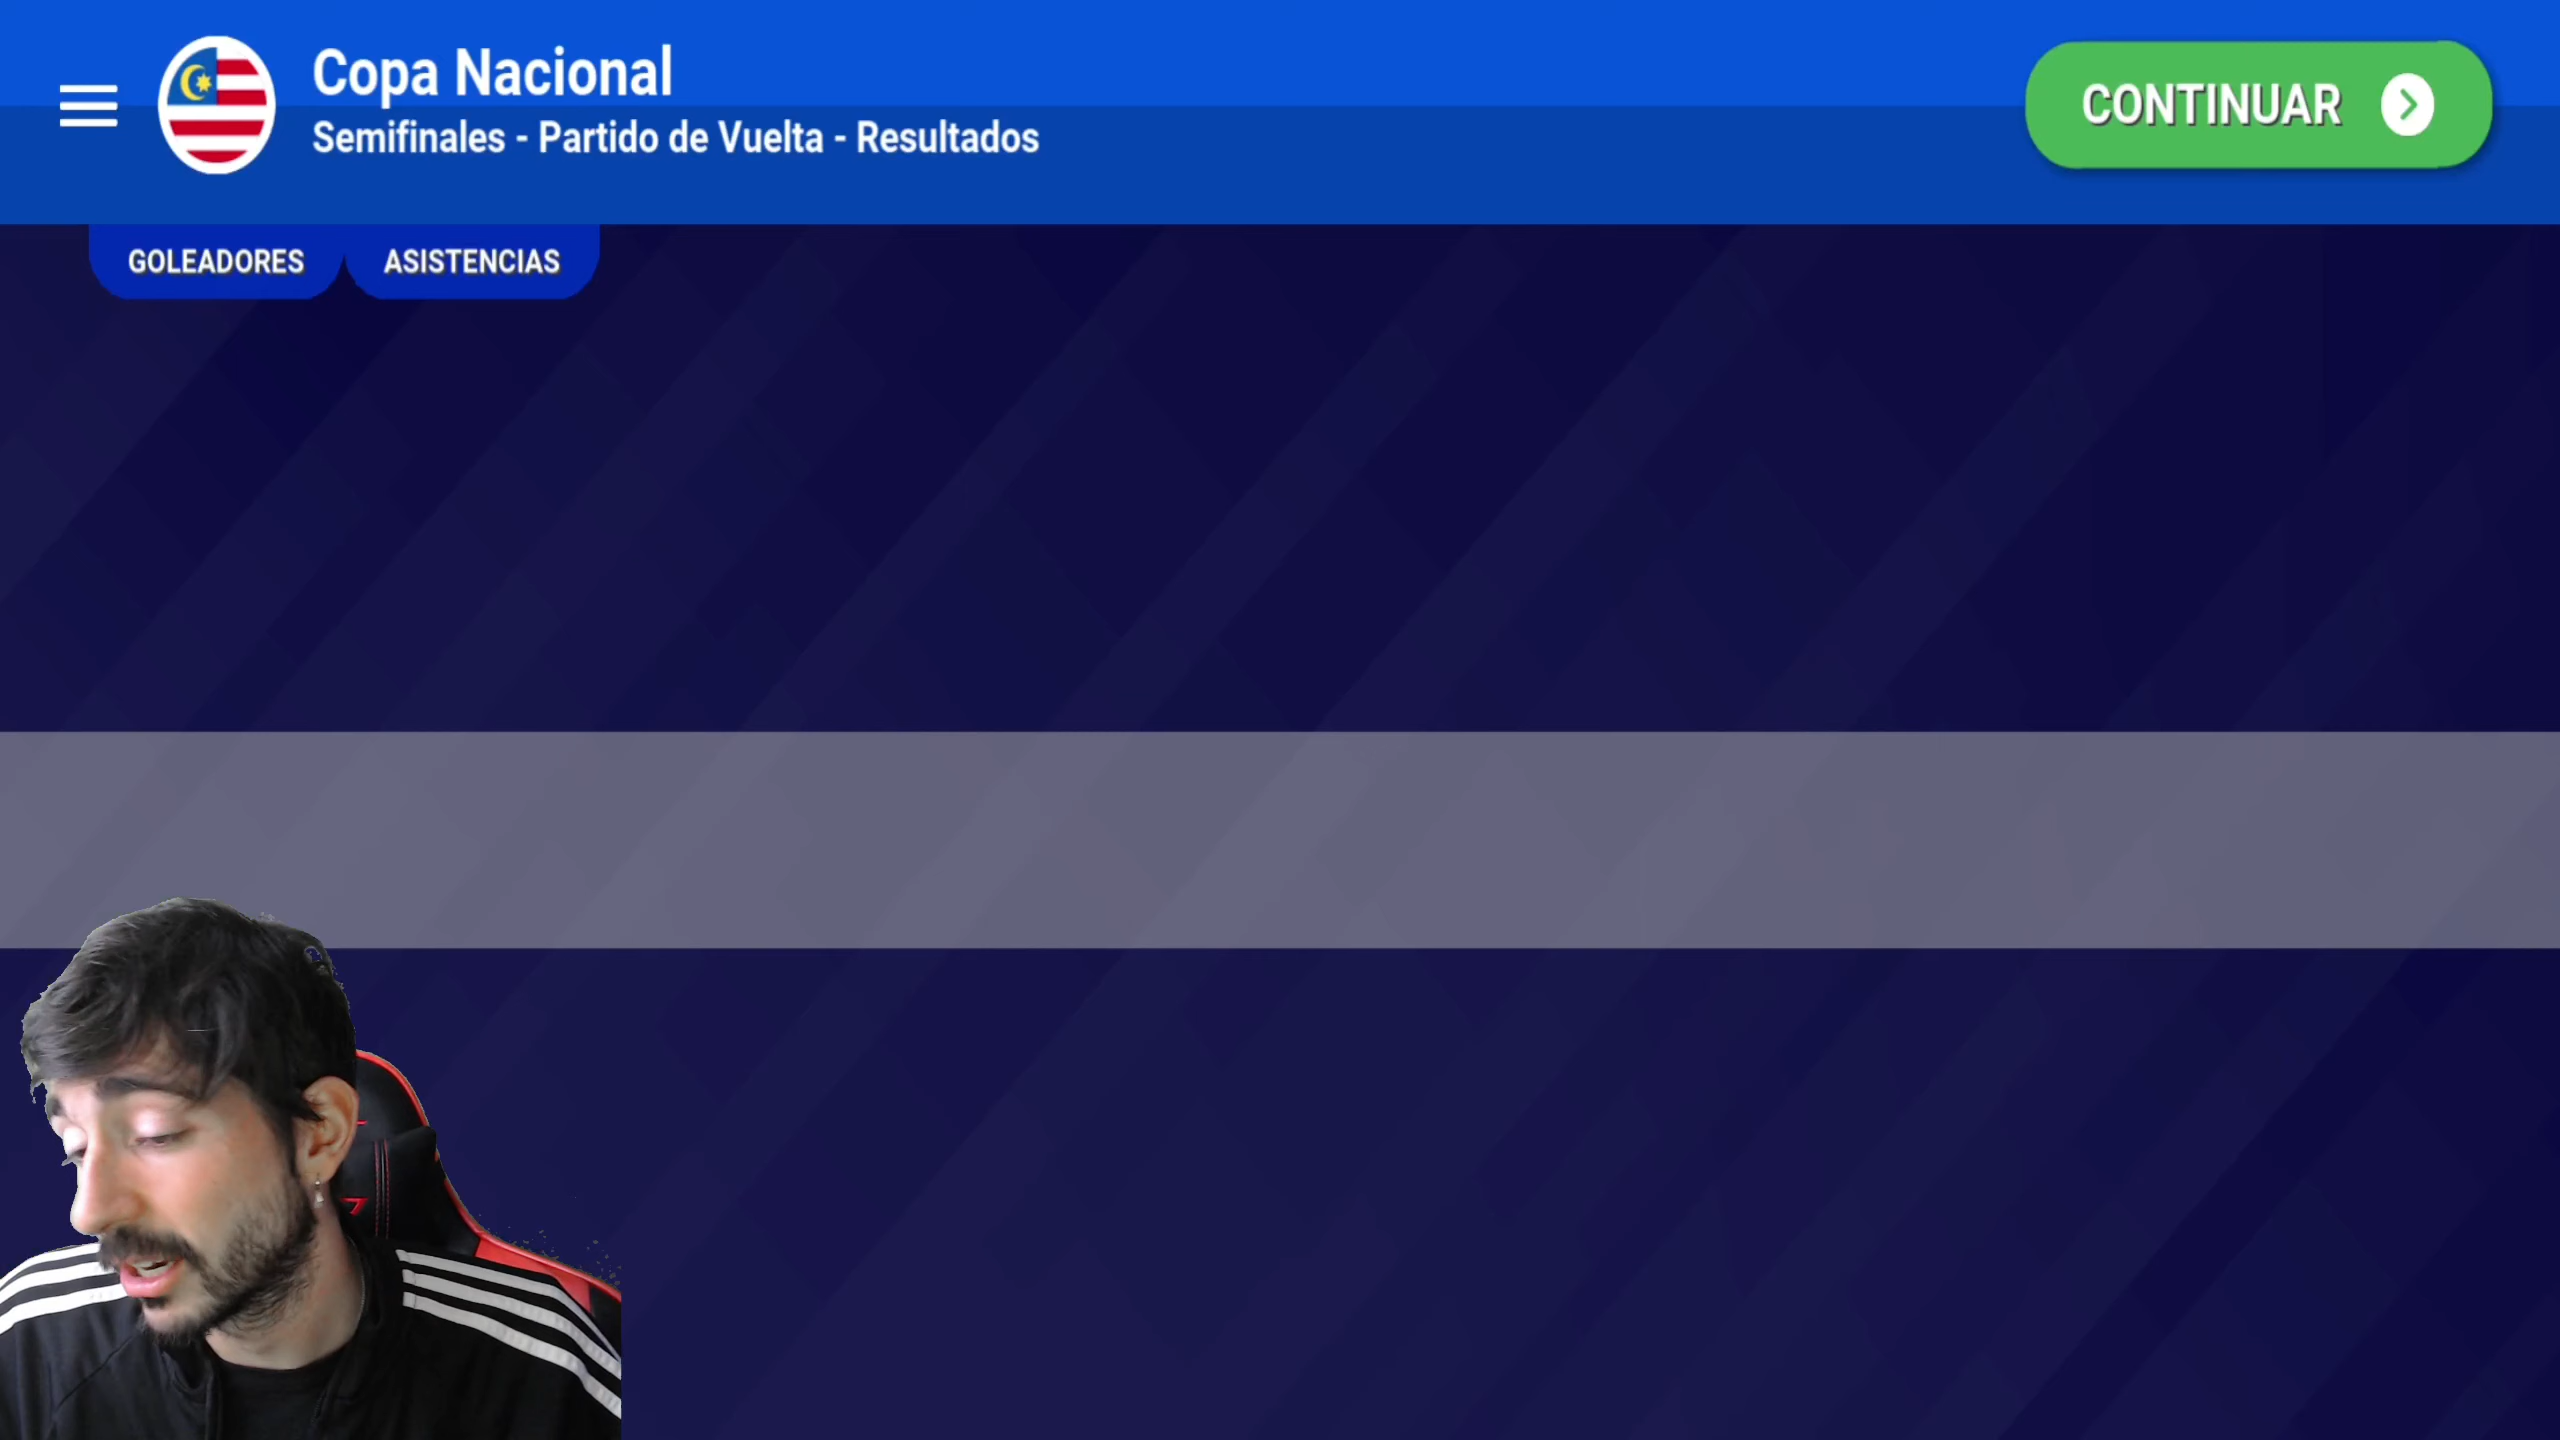 Copa Nacional
Semifinales - Partido de Vuelta - Resultados
CONTINUAR
GOLEADORES
ASISTENCIAS